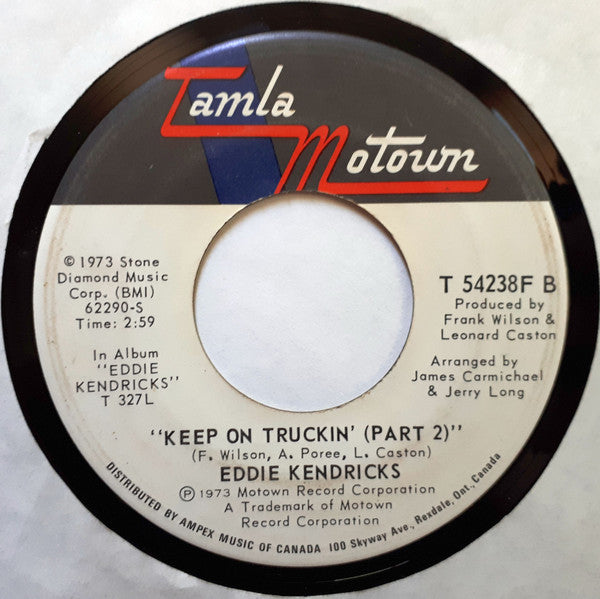 Tamla
Motown
© 1973 Stone
Diamond Music
Corp. (BMI)
62290-S
Time: 2:59
In Album
"EDDIE
KENDRICKS"
T 327L
T 54238F B
Produced by
Frank Wilson &
Leonard Caston
Arranged by
James Carmichael
& Jerry Long
"KEEP ON TRUCKIN' (PART 2)"
(F. Wilson, A. Poree, L. Caston)
EDDIE KENDRICKS
℗ 1973 Motown Record Corporation
A Trademark of Motown
Record Corporation
DISTRIBUTED BY AMPEX MUSIC OF CANADA 100 Skyway Ave., Rexdale, Ont., Canada